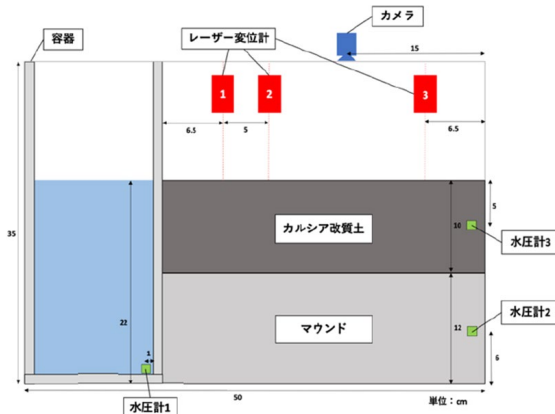 容器
レーザー変位計
カメラ
15
1
2
3
6.5
5
6.5
35
22
カルシア改質土
10
5
水圧計3
マウンド
12
水圧計2
6
1
水圧計1
50
単位：cm